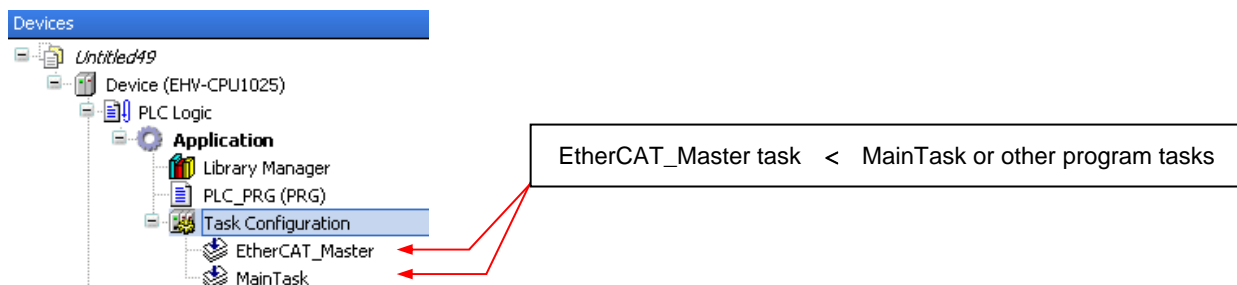 Devices
Untitled49
Device (EHV-CPU1025)
PLC Logic
Application
Library Manager
PLC_PRG (PRG)
Task Configuration
EtherCAT_Master
MainTask
EtherCAT_Master task < MainTask or other program tasks